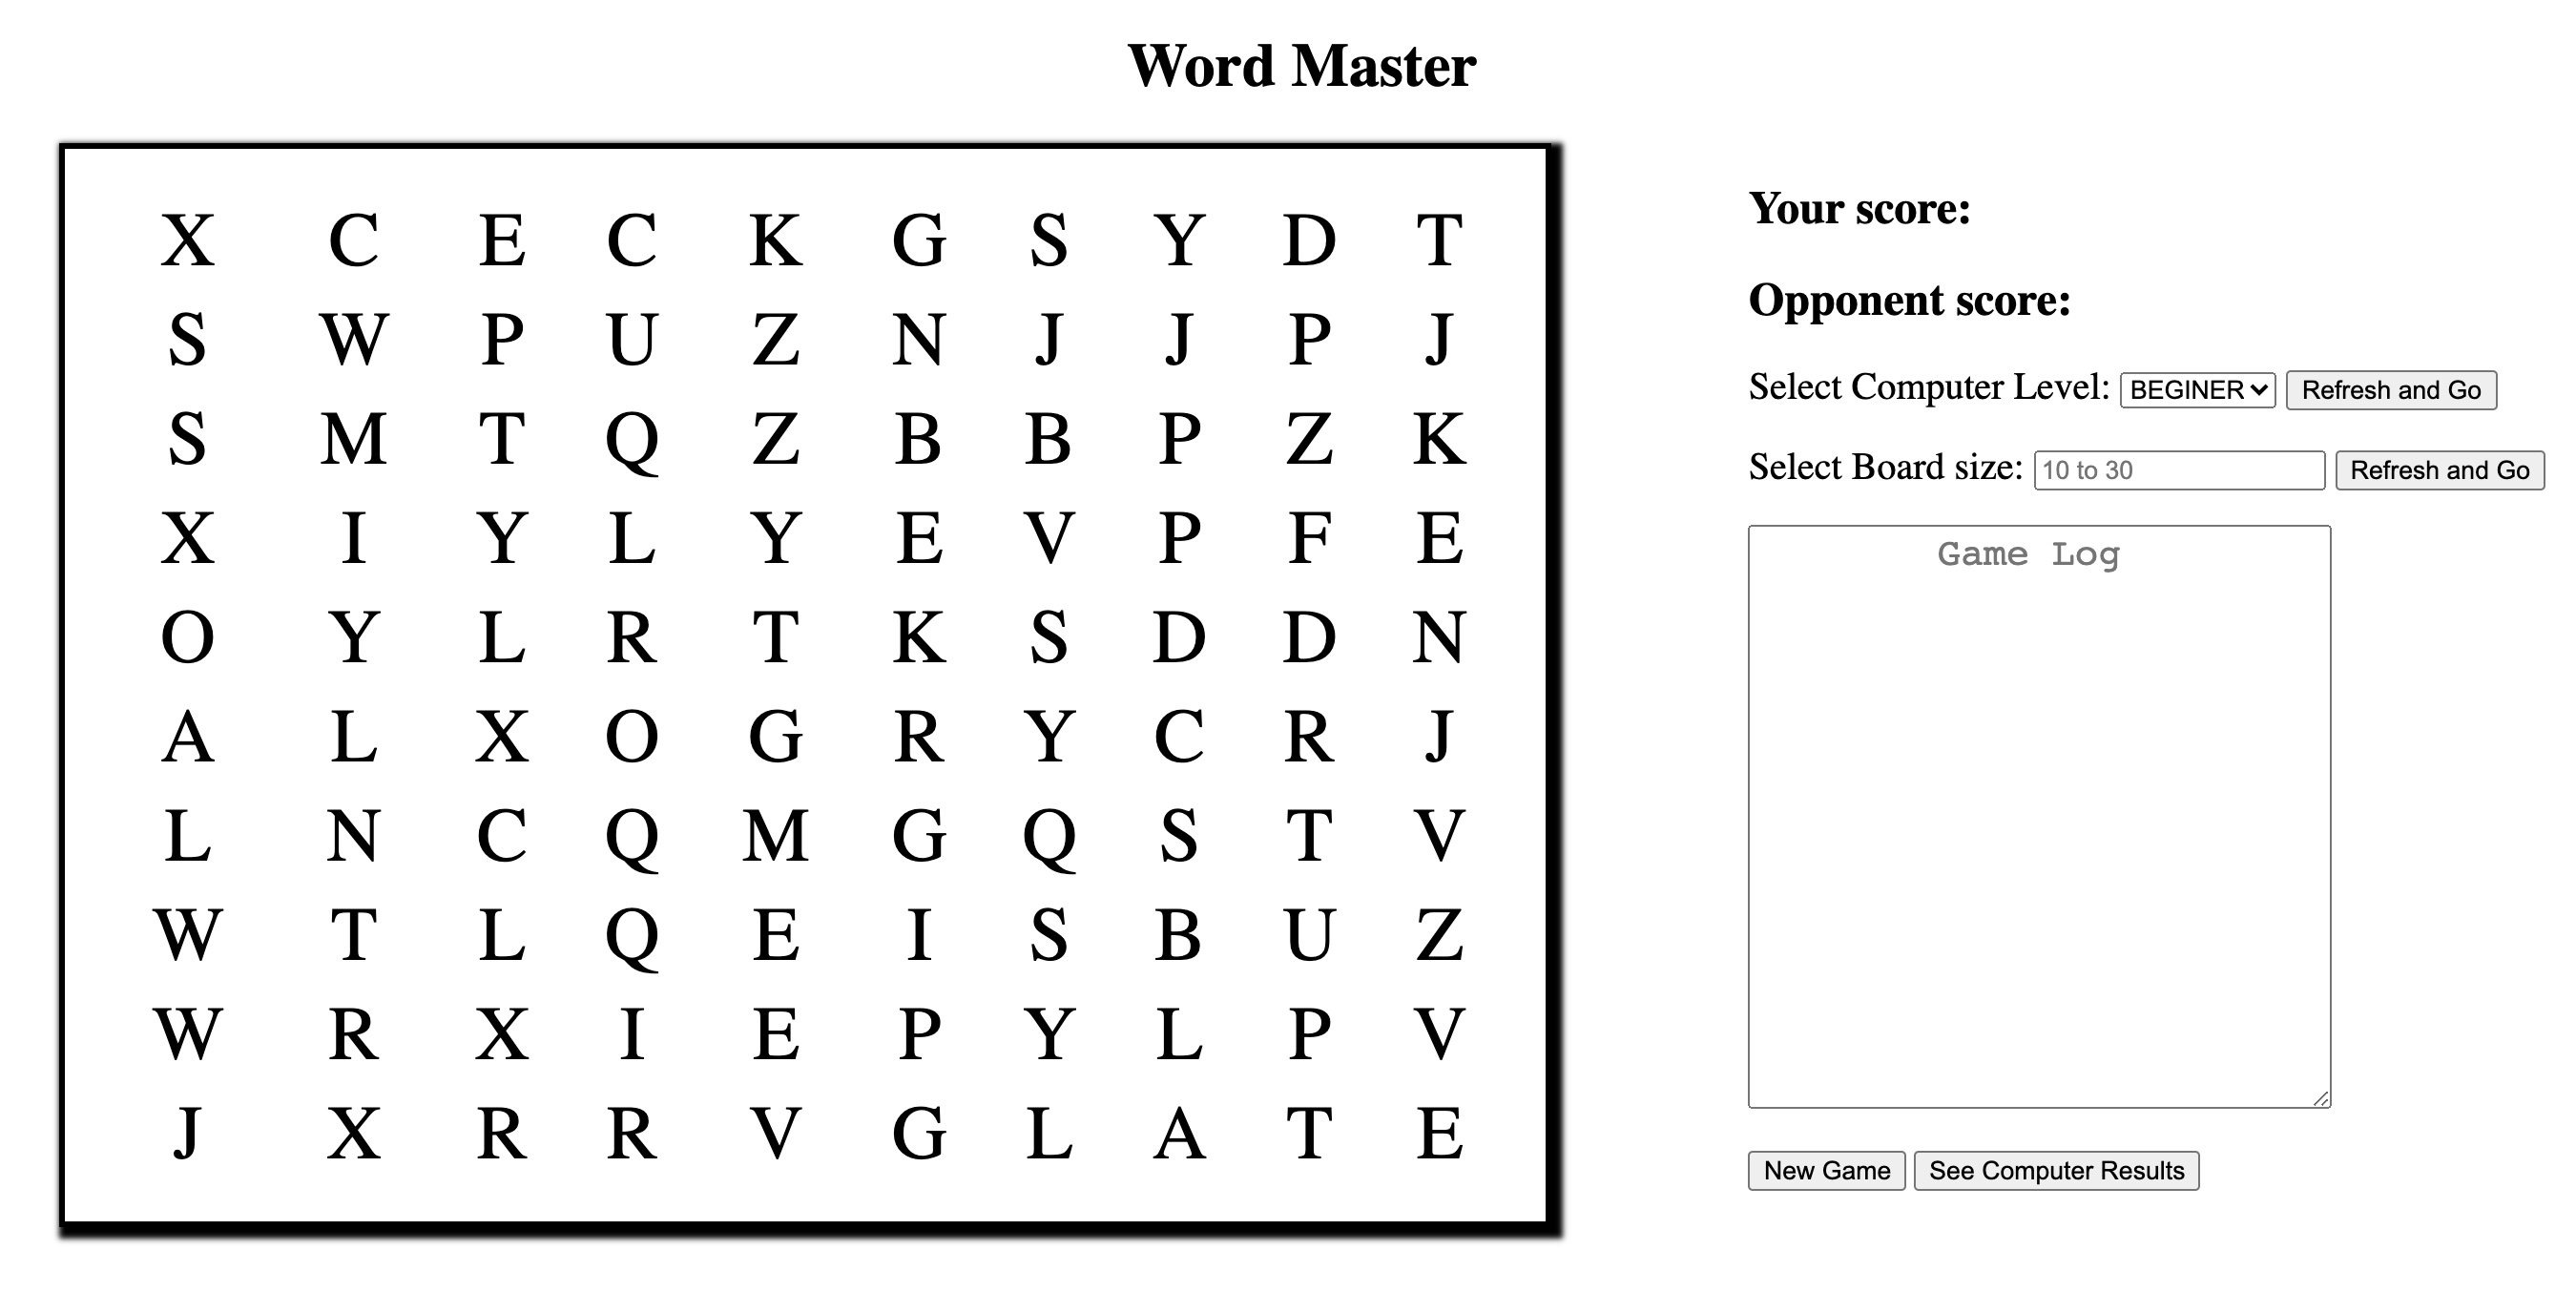 Word Master
X C E C K G S Y D T
S W P U Z N J J P J
S M T Q Z B B P Z K
X I Y L Y E V P F E
O Y L R T K S D D N
A L X O G R Y C R J
L N C Q M G Q S T V
W T L Q E I S B U Z
W R X I E P Y L P V
J X R R V G L A T E
Your score:
Opponent score:
Select Computer Level: BEGINER Refresh and Go
Select Board size: 10 to 30 Refresh and Go
Game Log
New Game See Computer Results